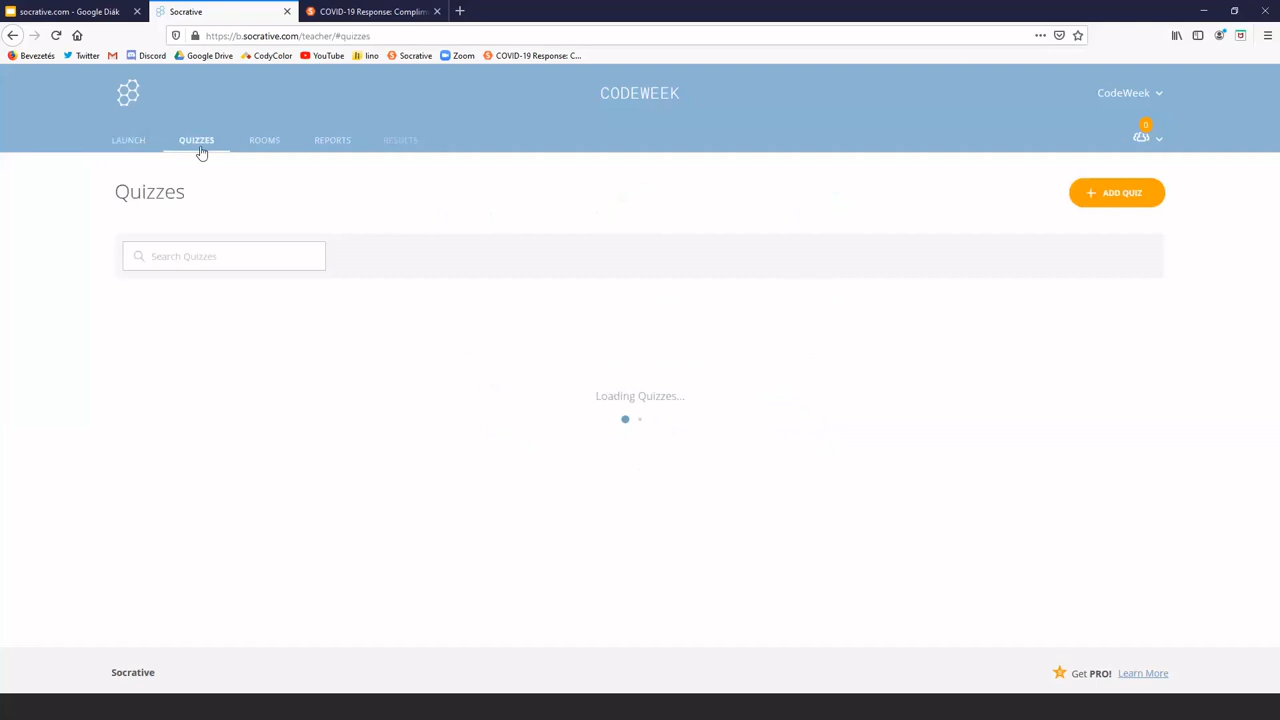 socrative.com - Google Diák
Socrative
COVID-19 Response: Complim
https://b.socrative.com/teacher/#quizzes
Bevezetés
Twitter
Discord
Google Drive
CodyColor
YouTube
lino
Socrative
Zoom
COVID-19 Response: C...
CODEWEEK
CodeWeek
0
LAUNCH
QUIZZES
ROOMS
REPORTS
RESULTS
Quizzes
+ ADD QUIZ
Search Quizzes
Loading Quizzes...
Socrative
Get PRO! Learn More